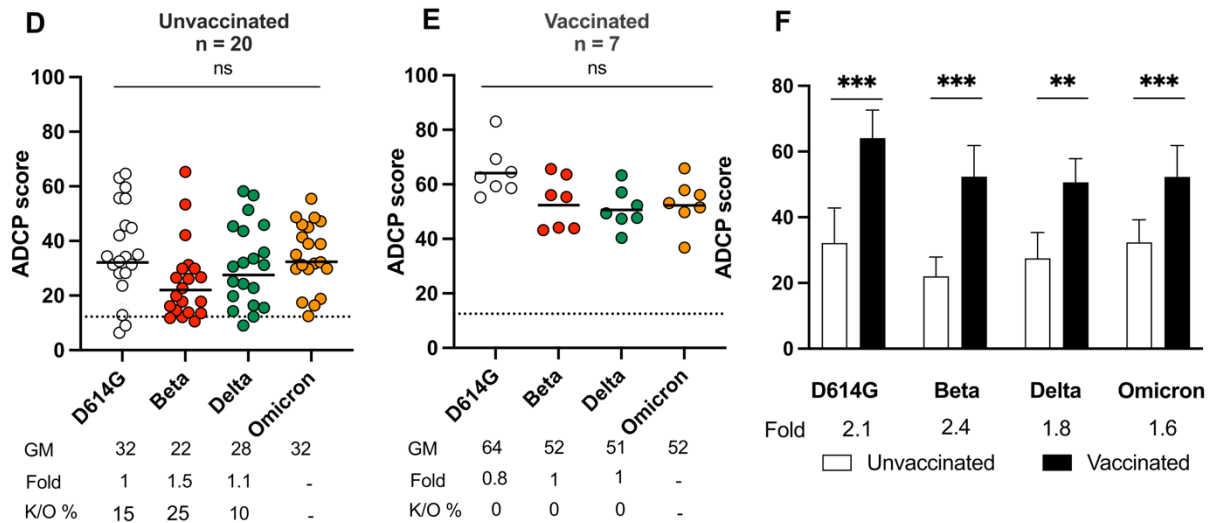 D
Unvaccinated
n = 20
ns
ADCP score
100
80
60
40
20
0
D614G
Beta
Delta
Omicron
GM 32 22 28 32
Fold 1 1.5 1.1 -
K/O % 15 25 10 -
E
Vaccinated
n = 7
ns
ADCP score
100
80
60
40
20
0
D614G
Beta
Delta
Omicron
GM 64 52 51 52
Fold 0.8 1 1 -
K/O % 0 0 0 -
F
*** *** ** ***
ADCP score
80
60
40
20
0
D614G Beta Delta Omicron
Fold 2.1 2.4 1.8 1.6
Unvaccinated Vaccinated